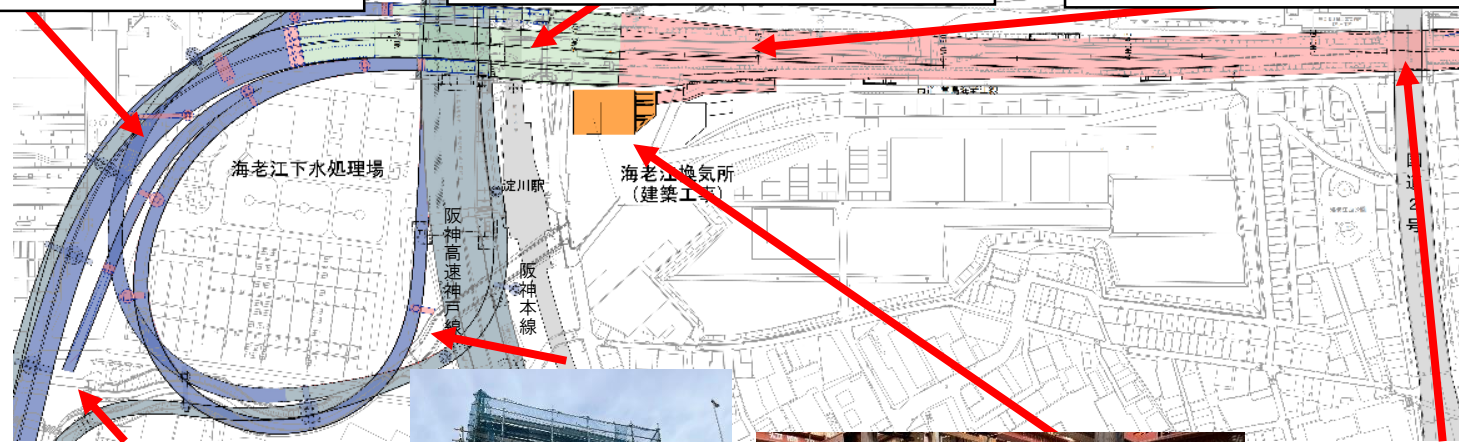 海老江下水処理場
淀川駅
海老江換気所
(建築工事)
阪神高速神戸線
阪神本線
国道2号